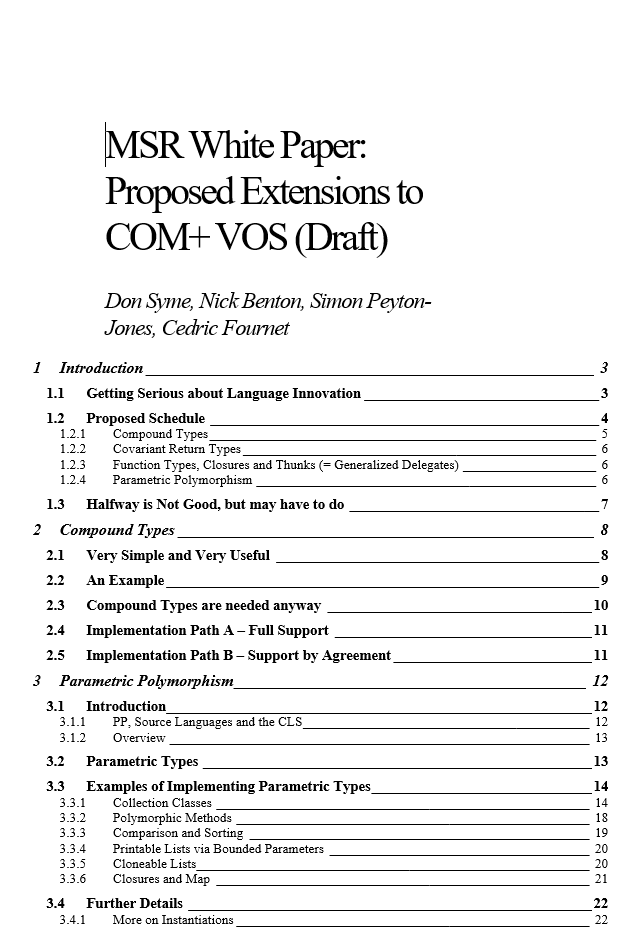 MSR White Paper:
Proposed Extensions to
COM+ VOS (Draft)
Don Syme, Nick Benton, Simon Peyton-
Jones, Cedric Fournet
1 Introduction 3
1.1 Getting Serious about Language Innovation 3
1.2 Proposed Schedule 4
1.2.1 Compound Types 5
1.2.2 Covariant Return Types 6
1.2.3 Function Types, Closures and Thunks (= Generalized Delegates) 6
1.2.4 Parametric Polymorphism 6
1.3 Halfway is Not Good, but may have to do 7
2 Compound Types 8
2.1 Very Simple and Very Useful 8
2.2 An Example 9
2.3 Compound Types are needed anyway 10
2.4 Implementation Path A – Full Support 11
2.5 Implementation Path B – Support by Agreement 11
3 Parametric Polymorphism 12
3.1 Introduction 12
3.1.1 PP, Source Languages and the CLS 12
3.1.2 Overview 13
3.2 Parametric Types 13
3.3 Examples of Implementing Parametric Types 14
3.3.1 Collection Classes 14
3.3.2 Polymorphic Methods 18
3.3.3 Comparison and Sorting 19
3.3.4 Printable Lists via Bounded Parameters 20
3.3.5 Cloneable Lists 20
3.3.6 Closures and Map 21
3.4 Further Details 22
3.4.1 More on Instantiations 22